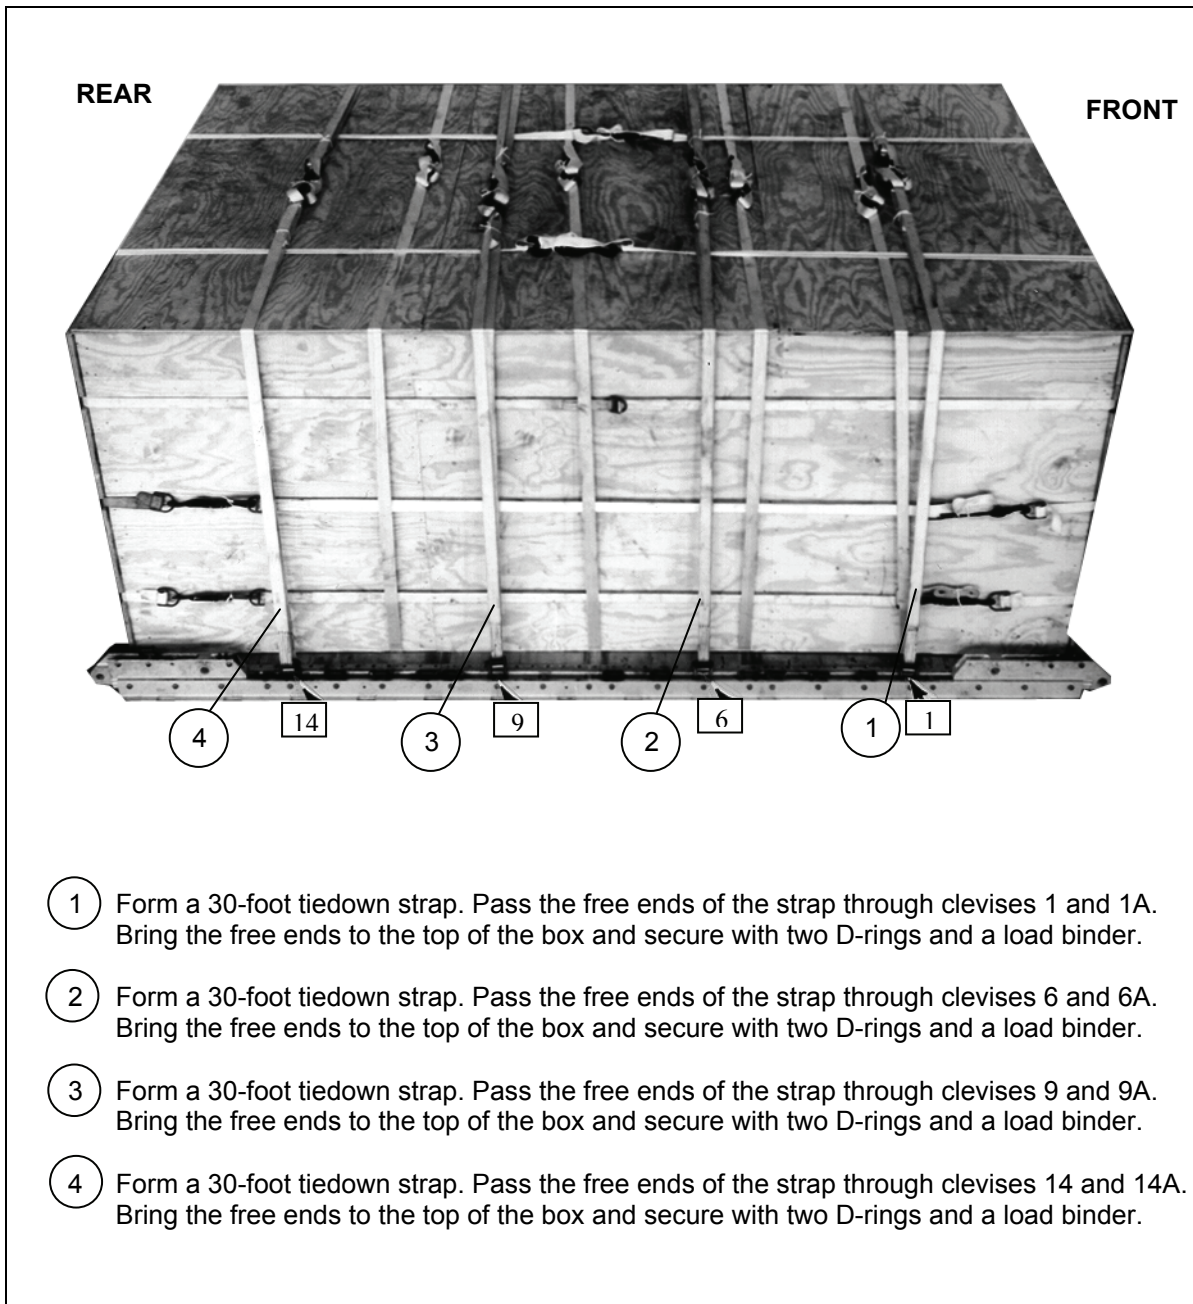 REAR
FRONT
4
14
3
9
2
6
1
1
1 Form a 30-foot tiedown strap. Pass the free ends of the strap through clevises 1 and 1A.
Bring the free ends to the top of the box and secure with two D-rings and a load binder.
2 Form a 30-foot tiedown strap. Pass the free ends of the strap through clevises 6 and 6A.
Bring the free ends to the top of the box and secure with two D-rings and a load binder.
3 Form a 30-foot tiedown strap. Pass the free ends of the strap through clevises 9 and 9A.
Bring the free ends to the top of the box and secure with two D-rings and a load binder.
4 Form a 30-foot tiedown strap. Pass the free ends of the strap through clevises 14 and 14A.
Bring the free ends to the top of the box and secure with two D-rings and a load binder.